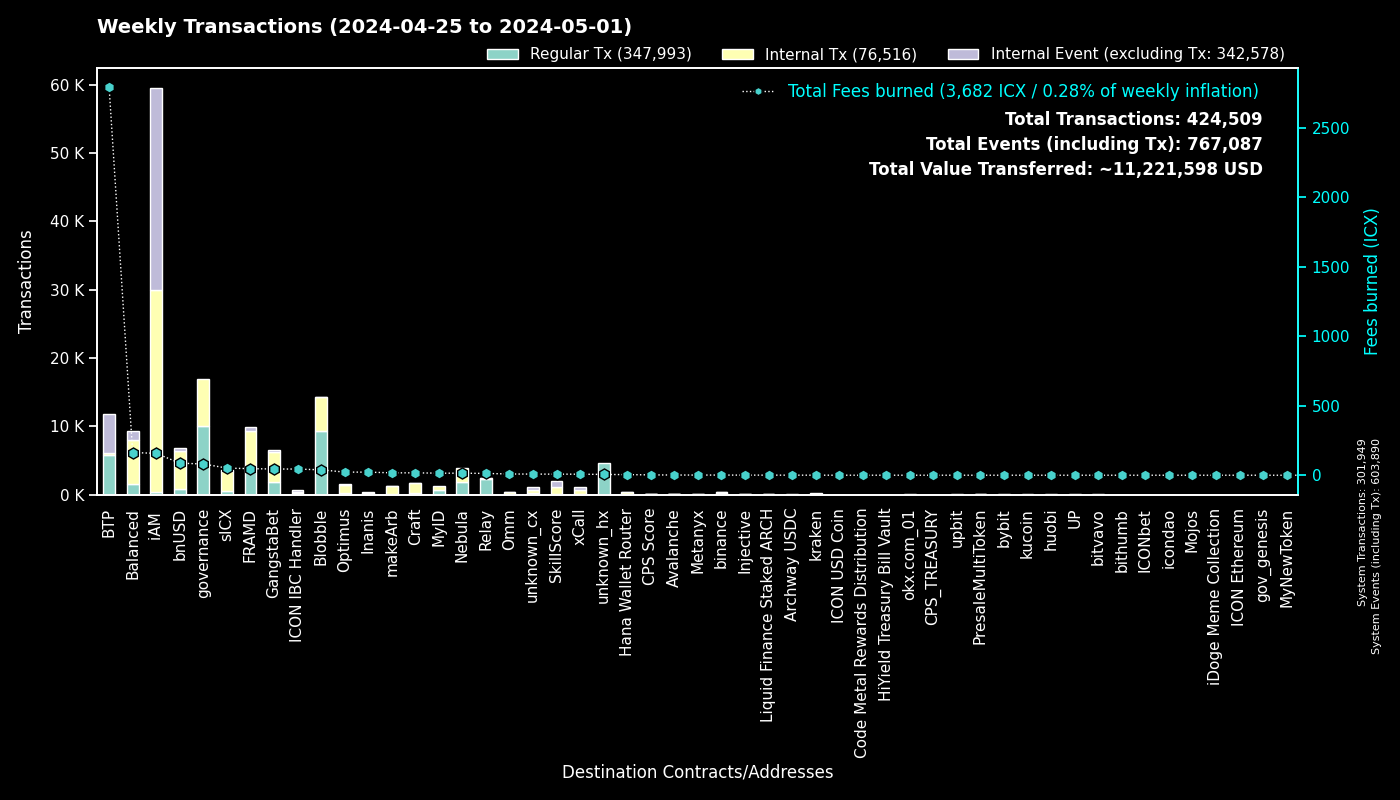 Weekly Transactions (2024-04-25 to 2024-05-01)
Regular Tx (347,993)
Internal Tx (76,516)
Internal Event (excluding Tx: 342,578)
Total Fees burned (3,682 ICX / 0.28% of weekly inflation)
Total Transactions: 424,509
Total Events (including Tx): 767,087
Total Value Transferred: ~11,221,598 USD
Transactions
60 K
50 K
40 K
30 K
20 K
10 K
0 K
2500
2000
1500
1000
500
0
Fees burned (ICX)
System Transactions: 301,949
System Events (including Tx): 603,890
BTP
Balanced
iAM
bnUSD
governance
sICX
FRAMD
GangstaBet
ICON IBC Handler
Blobble
Optimus
Inanis
makeArb
Craft
MyID
Nebula
Relay
Omm
unknown_cx
SkillScore
xCall
unknown_hx
Hana Wallet Router
CPS Score
Avalanche
Metanyx
binance
Injective
Liquid Finance Staked ARCH
Archway USDC
kraken
ICON USD Coin
Code Metal Rewards Distribution
HiYield Treasury Bill Vault
okx.com_01
CPS_TREASURY
upbit
PresaleMultiToken
bybit
kucoin
huobi
UP
bitvavo
bithumb
ICONbet
icondao
Mojos
iDoge Meme Collection
ICON Ethereum
gov_genesis
MyNewToken
Destination Contracts/Addresses